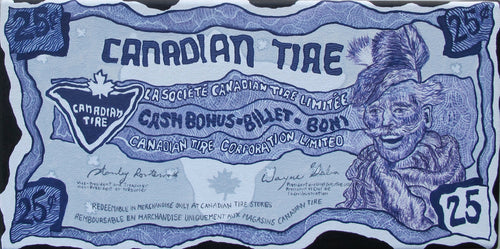 25¢ 25¢
CANADIAN TIRE
LA SOCIÉTÉ CANADIAN TIRE LIMITÉE
CANADIAN
TIRE
CASH BONUS-BILLET-BONI
CANADIAN TIRE CORPORATION LIMITED
REDEEMABLE IN MERCHANDISE ONLY AT CANADIAN TIRE STORES
REMBOURSABLE EN MARCHANDISE UNIQUEMENT AUX MAGASINS CANADIAN TIRE
25¢ 25